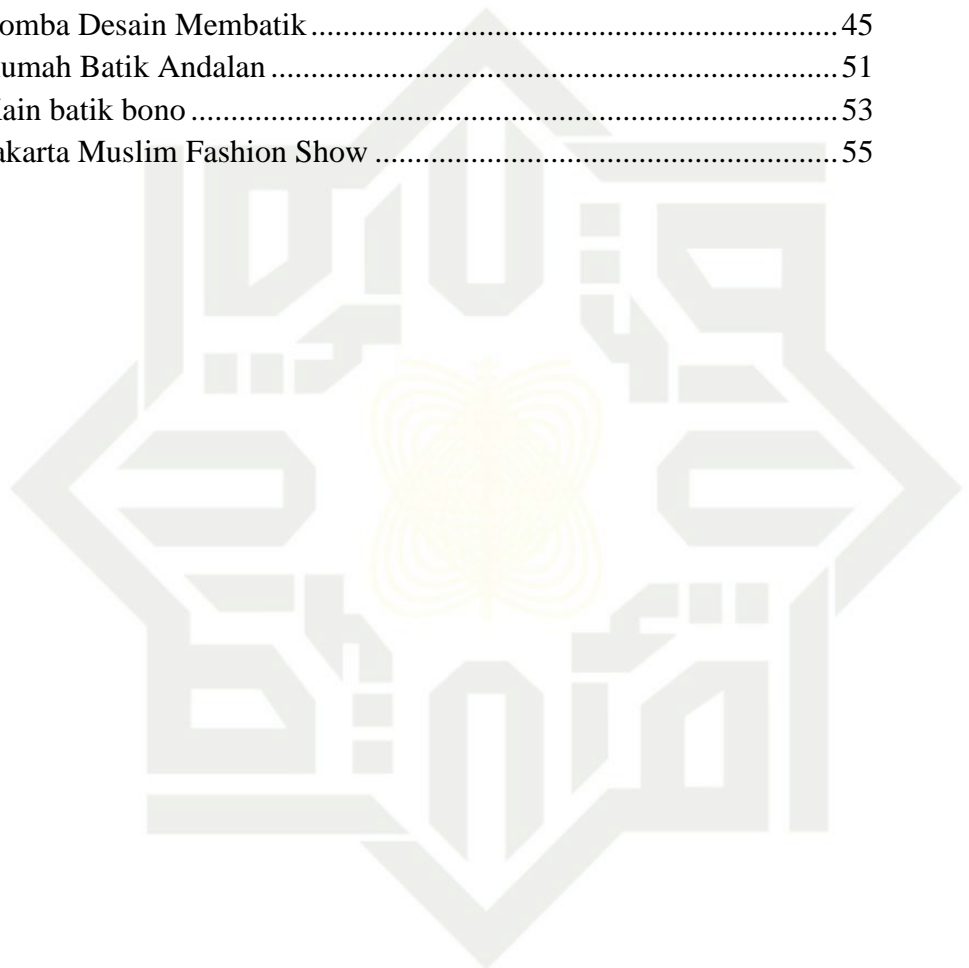 omba Desain Membatik ........ 45
umah Batik Andalan ........ 51
ain batik bono ........ 53
akarta Muslim Fashion Show ........ 55